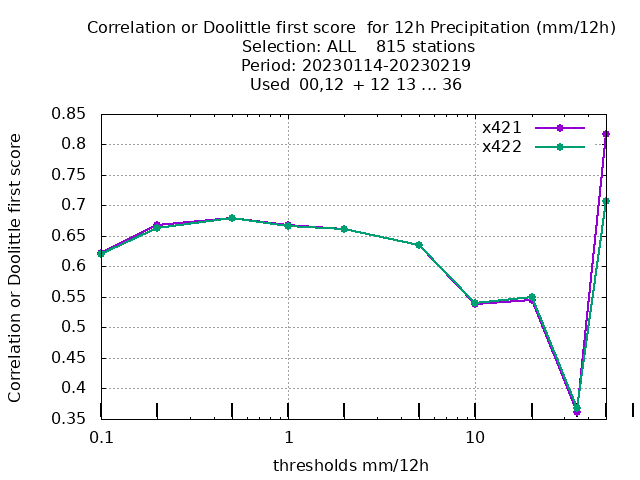 Correlation or Doolittle first score  for 12h Precipitation (mm/12h)
Selection: ALL    815 stations
Period: 20230114-20230219
Used  00,12  + 12 13 ... 36
x421
x422
Correlation or Doolittle first score
0.85
0.8
0.75
0.7
0.65
0.6
0.55
0.5
0.45
0.4
0.35
0.1
1
10
thresholds mm/12h